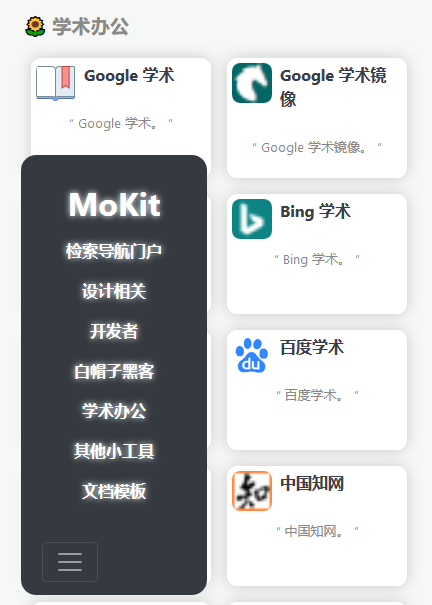 学术办公
Google 学术
“ Google 学术。 ”
Google 学术镜
像
“ Google 学术镜像。 ”
MoKit
检索导航门户
设计相关
开发者
白帽子黑客
学术办公
其他小工具
文档模板
Bing 学术
“ Bing 学术。 ”
du
百度学术
“ 百度学术。 ”
知
中国知网
“ 中国知网。 ”